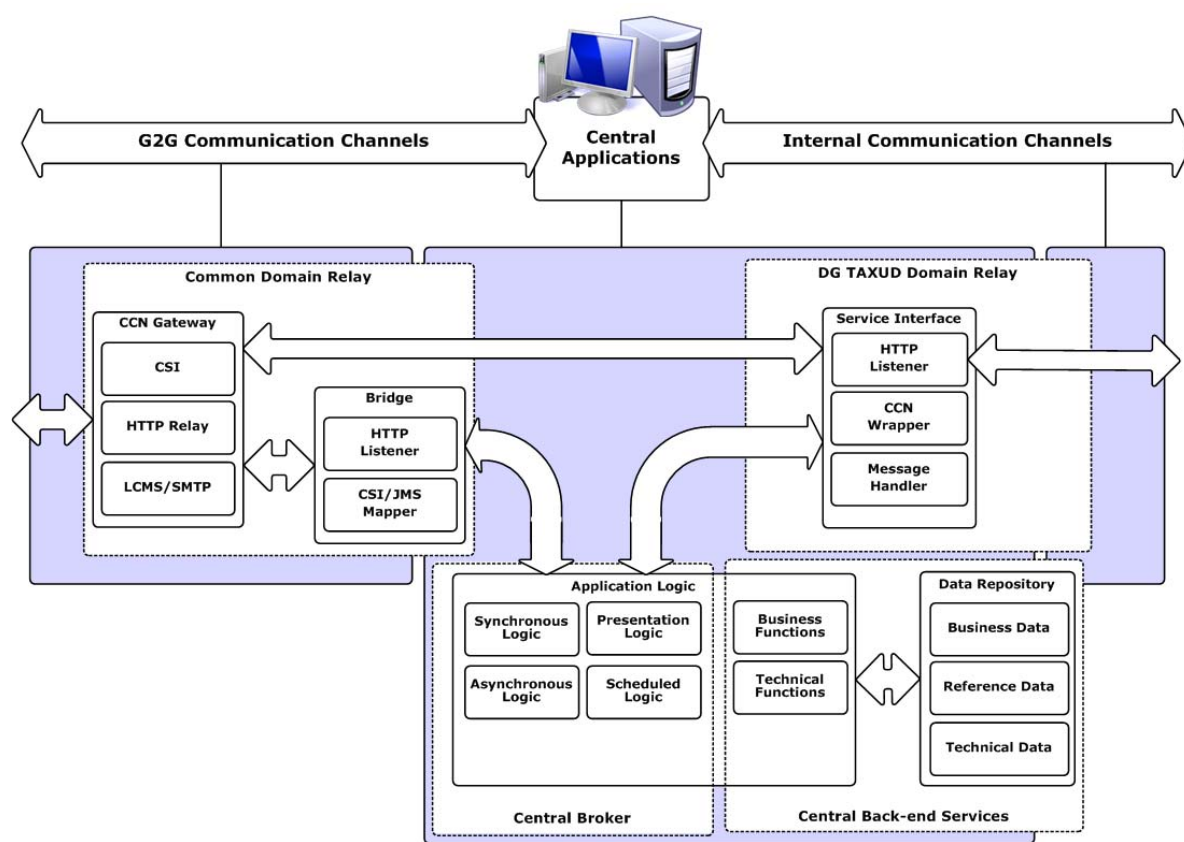 G2G Communication Channels
Central
Applications
Internal Communication Channels
Common Domain Relay
CCN Gateway
CSI
HTTP Relay
LCMS/SMTP
Bridge
HTTP
Listener
CSI/JMS
Mapper
DG TAXUD Domain Relay
Service Interface
HTTP
Listener
CCN
Wrapper
Message
Handler
Application Logic
Synchronous
Logic
Presentation
Logic
Asynchronous
Logic
Scheduled
Logic
Business
Functions
Technical
Functions
Data Repository
Business Data
Reference Data
Technical Data
Central Broker
Central Back-end Services